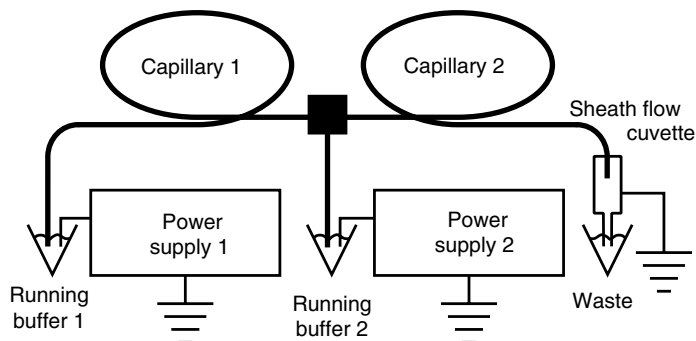 Capillary 1
Capillary 2
Sheath flow
cuvette
Power
supply 1
Power
supply 2
Running
buffer 1
Running
buffer 2
Waste